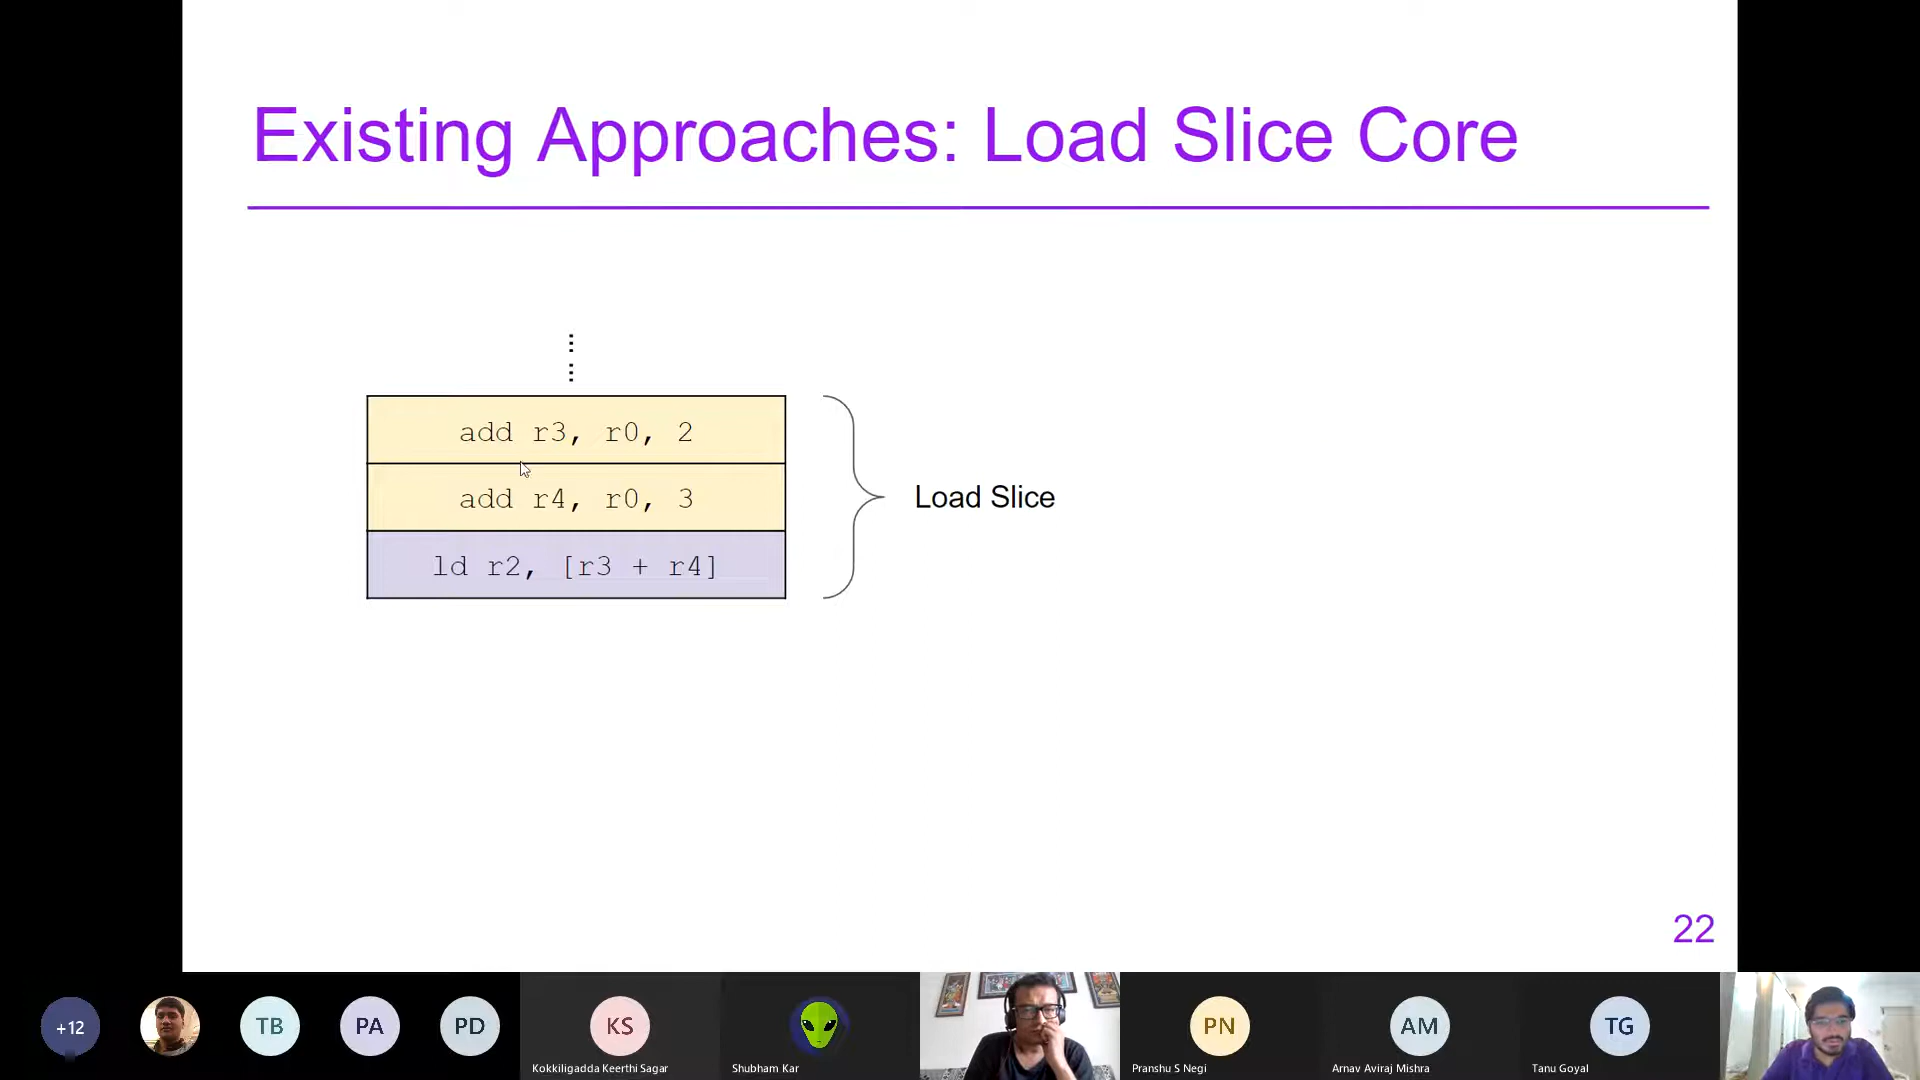 Existing Approaches: Load Slice Core
add r3, r0, 2
add r4, r0, 3
ld r2, [r3 + r4]
Load Slice
22
+12
TB
PA
PD
KS
Kokkiligadda Keerthi Sagar
Shubham Kar
PN
Pranshu S Negi
AM
Arnav Aviraj Mishra
TG
Tanu Goyal